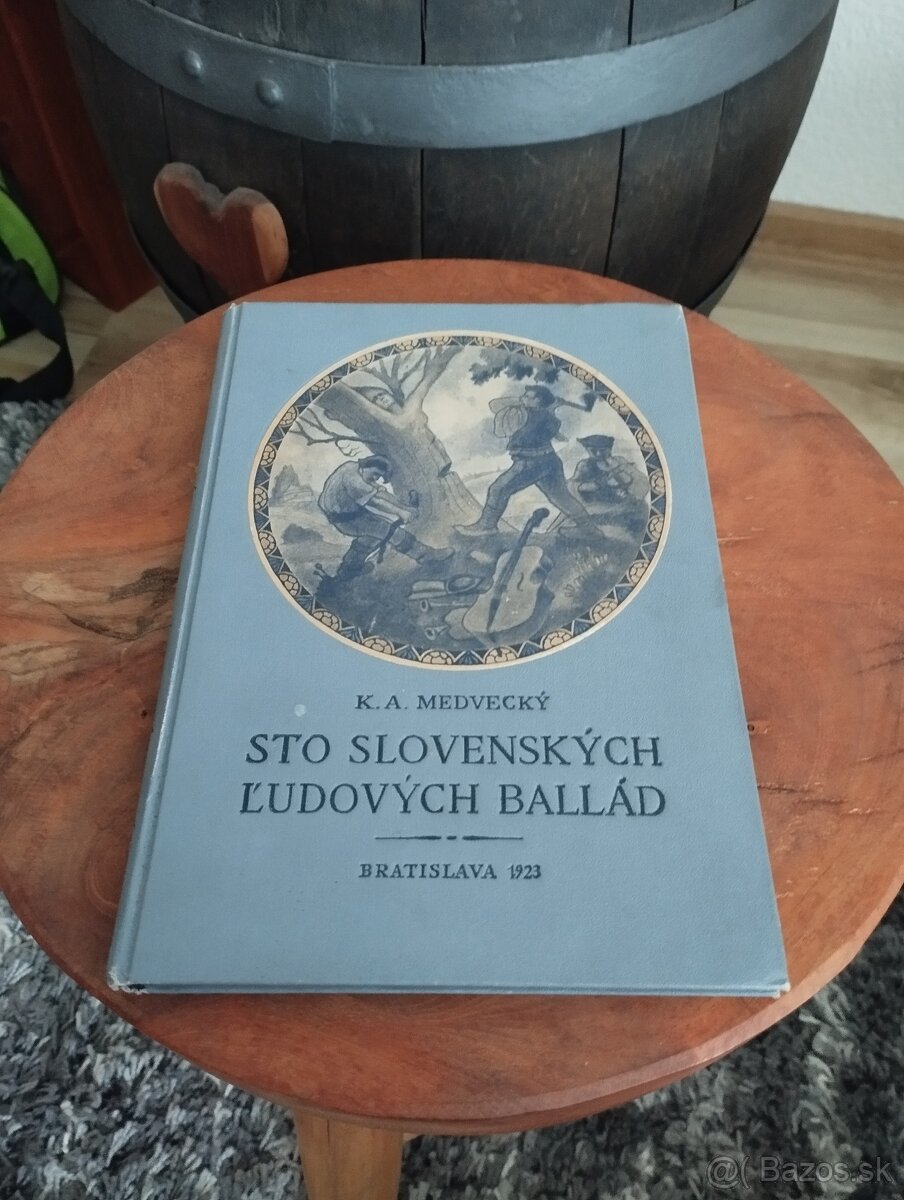 K. A. MEDVECKÝ
STO SLOVENSKÝCH
ĽUDOVÝCH BALLÁD
BRATISLAVA 1923
@( Bazos.sk